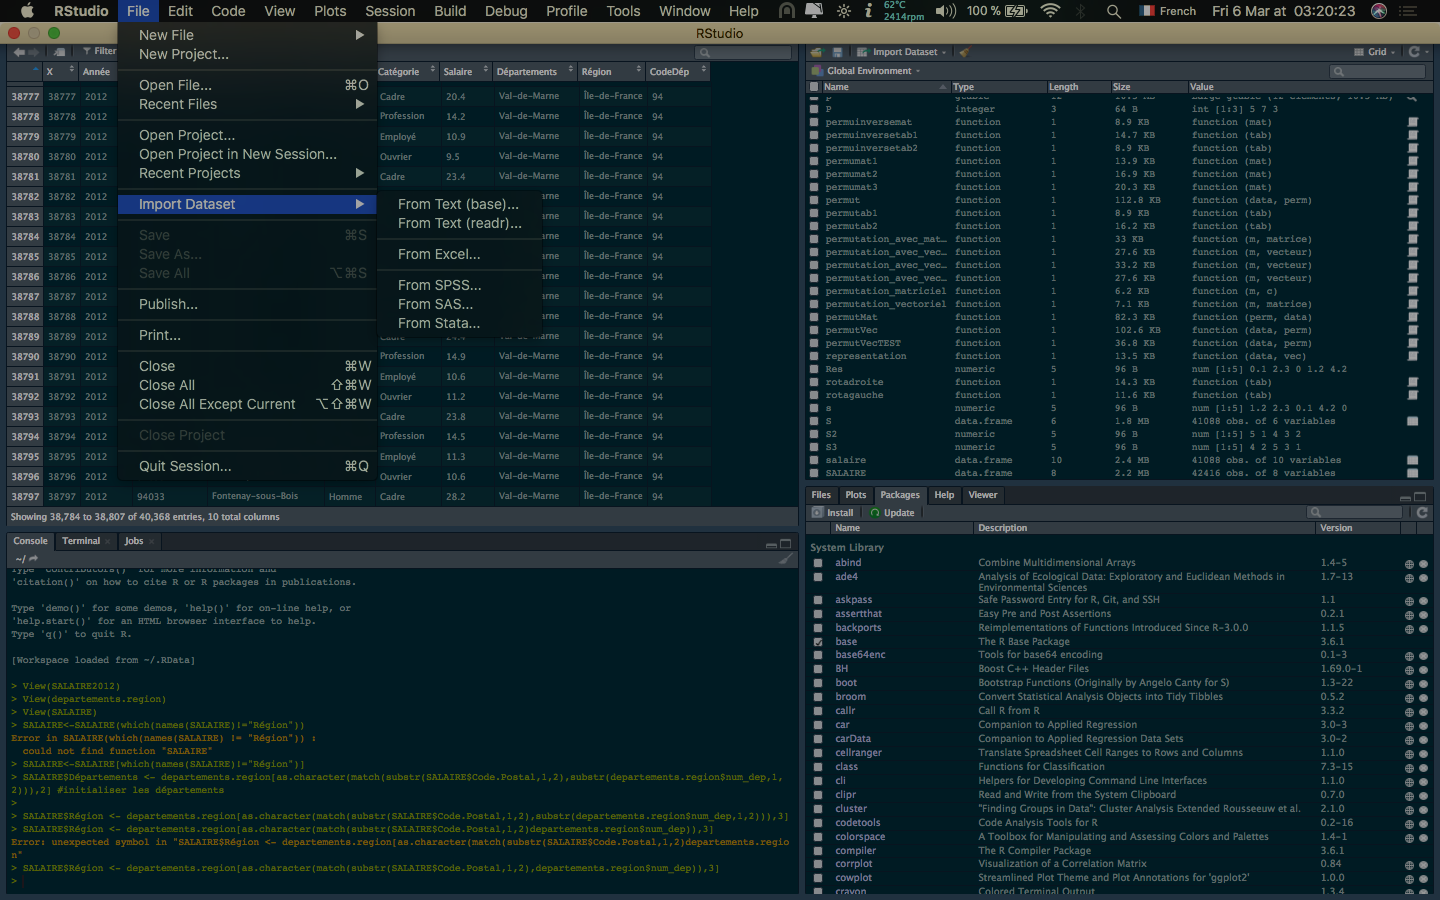 RStudio File Edit Code View Plots Session Build Debug Profile Tools Window Help 62°C 2414rpm 100 % French Fri 6 Mar at 03:20:23
RStudio
New File
New Project...
Open File... ⌘O
Recent Files
Open Project...
Open Project in New Session...
Recent Projects
Import Dataset
Save ⌘S
Save As...
Save All ⌥⌘S
Publish...
Print...
Close ⌘W
Close All ⇧⌘W
Close All Except Current ⌥⇧⌘W
Close Project
Quit Session... ⌘Q
From Text (base)...
From Text (readr)...
From Excel...
From SPSS...
From SAS...
From Stata...
Filter
X Année Catégorie Salaire Départements Région CodeDép
38777 38777 2012 Cadre 20.4 Val-de-Marne Île-de-France 94
38778 38778 2012 Profession 14.2 Val-de-Marne Île-de-France 94
38779 38779 2012 Employé 10.9 Val-de-Marne Île-de-France 94
38780 38780 2012 Ouvrier 9.5 Val-de-Marne Île-de-France 94
38781 38781 2012 Cadre 23.4 Val-de-Marne Île-de-France 94
38782 38782 2012 arne Île-de-France 94
38783 38783 2012 arne Île-de-France 94
38784 38784 2012 arne Île-de-France 94
38785 38785 2012 arne Île-de-France 94
38786 38786 2012 arne Île-de-France 94
38787 38787 2012 arne Île-de-France 94
38788 38788 2012 arne Île-de-France 94
38789 38789 2012 Cadre 24.4 Val-de-Marne Île-de-France 94
38790 38790 2012 Profession 14.9 Val-de-Marne Île-de-France 94
38791 38791 2012 Employé 10.6 Val-de-Marne Île-de-France 94
38792 38792 2012 Ouvrier 11.2 Val-de-Marne Île-de-France 94
38793 38793 2012 Cadre 23.8 Val-de-Marne Île-de-France 94
38794 38794 2012 Profession 14.5 Val-de-Marne Île-de-France 94
38795 38795 2012 Employé 11.3 Val-de-Marne Île-de-France 94
38796 38796 2012 Ouvrier 10.6 Val-de-Marne Île-de-France 94
38797 38797 2012 94033 Fontenay-sous-Bois Homme Cadre 28.2 Val-de-Marne Île-de-France 94
Showing 38,784 to 38,807 of 40,368 entries, 10 total columns
Console Terminal Jobs
~/
Type 'contributors()' for more information and
'citation()' on how to cite R or R packages in publications.
Type 'demo()' for some demos, 'help()' for on-line help, or
'help.start()' for an HTML browser interface to help.
Type 'q()' to quit R.
[Workspace loaded from ~/.RData]
> View(SALAIRE2012)
> View(departements.region)
> View(SALAIRE)
> SALAIRE<-SALAIRE(which(names(SALAIRE)!="Région"))
Error in SALAIRE(which(names(SALAIRE) != "Région")) :
could not find function "SALAIRE"
> SALAIRE<-SALAIRE[which(names(SALAIRE)!="Région")]
> SALAIRE$Départements <- departements.region[as.character(match(substr(SALAIRE$Code.Postal,1,2),substr(departements.region$num_dep,1,
2))),2] #initialiser les départements
>
> SALAIRE$Région <- departements.region[as.character(match(substr(SALAIRE$Code.Postal,1,2),substr(departements.region$num_dep,1,2))),3]
> SALAIRE$Région <- departements.region[as.character(match(substr(SALAIRE$Code.Postal,1,2)departements.region$num_dep)),3]
Error: unexpected symbol in "SALAIRE$Région <- departements.region[as.character(match(substr(SALAIRE$Code.Postal,1,2)departements.regio
n"
> SALAIRE$Région <- departements.region[as.character(match(substr(SALAIRE$Code.Postal,1,2),departements.region$num_dep)),3]
>
Import Dataset Grid
Global Environment
Name Type Length Size Value
P integer 3 64 B int [1:3] 5 7 3
permuinversemat function 1 8.9 KB function (mat)
permuinversetab1 function 1 14.7 KB function (tab)
permuinversetab2 function 1 8.9 KB function (tab)
permumat1 function 1 13.9 KB function (mat)
permumat2 function 1 16.9 KB function (mat)
permumat3 function 1 20.3 KB function (mat)
permut function 1 112.8 KB function (data, perm)
permutab1 function 1 8.9 KB function (tab)
permutab2 function 1 16.2 KB function (tab)
permutation_avec_mat… function 1 33 KB function (m, matrice)
permutation_avec_vec… function 1 27.6 KB function (m, vecteur)
permutation_avec_vec… function 1 33.2 KB function (m, vecteur)
permutation_avec_vec… function 1 27.6 KB function (m, vecteur)
permutation_matriciel function 1 6.2 KB function (m, c)
permutation_vectoriel function 1 7.1 KB function (m, matrice)
permutMat function 1 82.3 KB function (perm, data)
permutVec function 1 102.6 KB function (data, perm)
permutVecTEST function 1 36.8 KB function (data, perm)
representation function 1 13.5 KB function (data, vec)
Res numeric 5 96 B num [1:5] 0.1 2.3 0 1.2 4.2
rotadroite function 1 14.3 KB function (tab)
rotagauche function 1 11.6 KB function (tab)
s numeric 5 96 B num [1:5] 1.2 2.3 0.1 4.2 0
S data.frame 6 1.8 MB 41088 obs. of 6 variables
S2 numeric 5 96 B num [1:5] 5 1 4 3 2
S3 numeric 5 96 B num [1:5] 4 2 5 3 1
salaire data.frame 10 2.4 MB 41088 obs. of 10 variables
SALAIRE data.frame 8 2.2 MB 42416 obs. of 8 variables
Files Plots Packages Help Viewer
Install Update
Name Description Version
System Library
abind Combine Multidimensional Arrays 1.4-5
ade4 Analysis of Ecological Data: Exploratory and Euclidean Methods in 1.7-13
Environmental Sciences
askpass Safe Password Entry for R, Git, and SSH 1.1
assertthat Easy Pre and Post Assertions 0.2.1
backports Reimplementations of Functions Introduced Since R-3.0.0 1.1.5
base The R Base Package 3.6.1
base64enc Tools for base64 encoding 0.1-3
BH Boost C++ Header Files 1.69.0-1
boot Bootstrap Functions (Originally by Angelo Canty for S) 1.3-22
broom Convert Statistical Analysis Objects into Tidy Tibbles 0.5.2
callr Call R from R 3.3.2
car Companion to Applied Regression 3.0-3
carData Companion to Applied Regression Data Sets 3.0-2
cellranger Translate Spreadsheet Cell Ranges to Rows and Columns 1.1.0
class Functions for Classification 7.3-15
cli Helpers for Developing Command Line Interfaces 1.1.0
clipr Read and Write from the System Clipboard 0.7.0
cluster "Finding Groups in Data": Cluster Analysis Extended Rousseeuw et al. 2.1.0
codetools Code Analysis Tools for R 0.2-16
colorspace A Toolbox for Manipulating and Assessing Colors and Palettes 1.4-1
compiler The R Compiler Package 3.6.1
corrplot Visualization of a Correlation Matrix 0.84
cowplot Streamlined Plot Theme and Plot Annotations for 'ggplot2' 1.0.0
crayon Colored Terminal Output 1.3.4